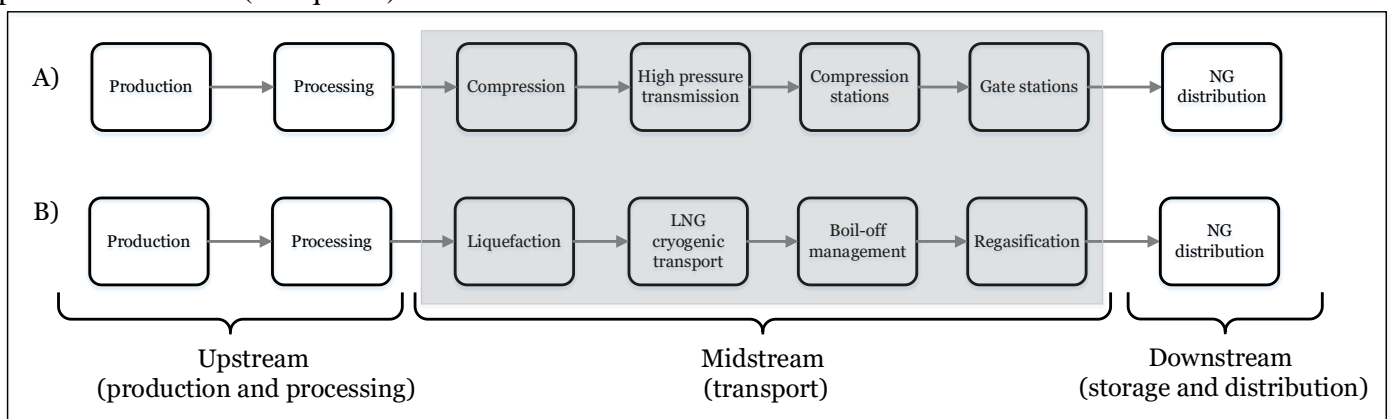 A)
Production
Processing
Compression
High pressure
transmission
Compression
stations
Gate stations
NG
distribution
B)
Production
Processing
Liquefaction
LNG
cryogenic
transport
Boil-off
management
Regasification
NG
distribution
Upstream
(production and processing)
Midstream
(transport)
Downstream
(storage and distribution)